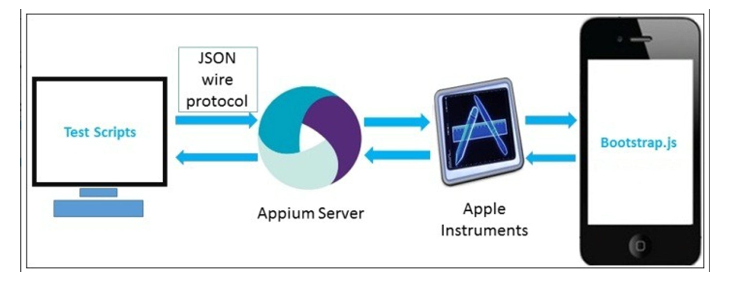 JSON
wire
protocol
Test Scripts
Bootstrap.js
Appium Server
Apple
Instruments